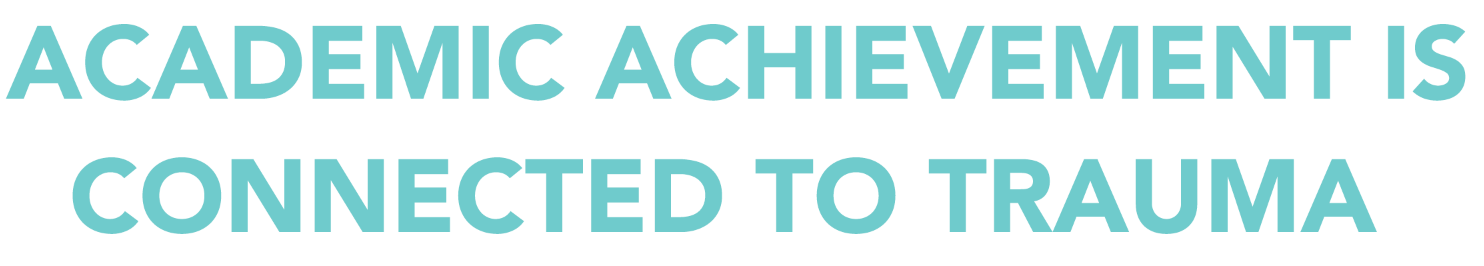 ACADEMIC ACHIEVEMENT IS
CONNECTED TO TRAUMA